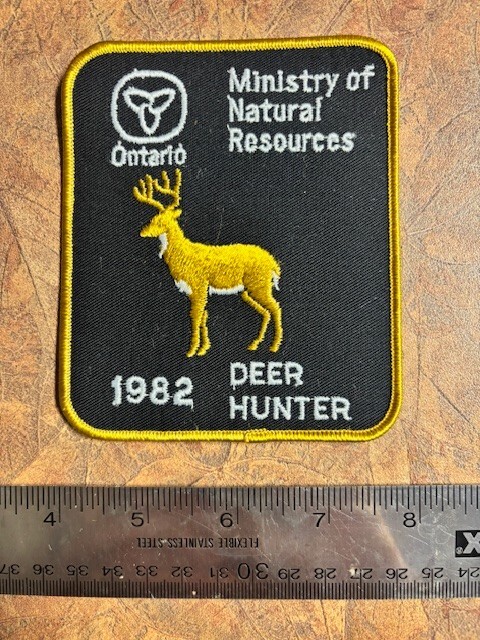 Ministry of
Natural
Resources
Ontario
1982
DEER
HUNTER
4 5 6 7 8
FLEXIBLE STAINLESS-STEEL
X®
37 36 35 34 33 32 31 30 29 28 27 26 25 24